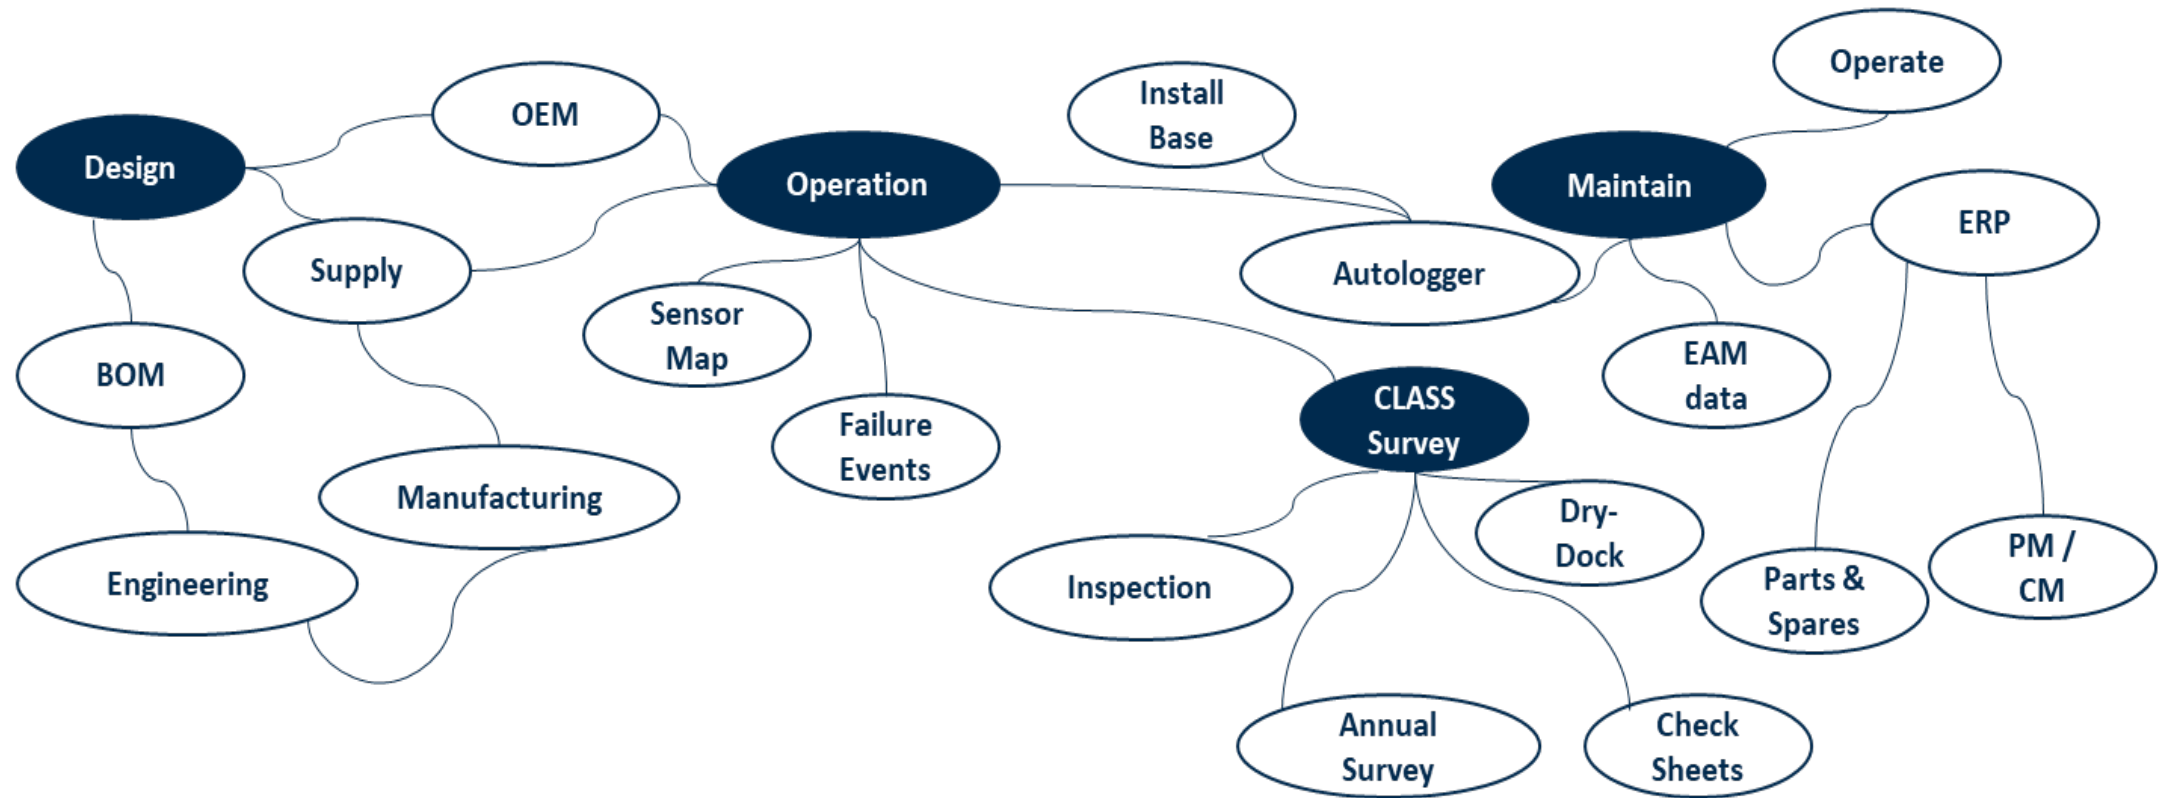 Operate
OEM
Install
Base
Design
Operation
Maintain
ERP
Supply
Autologger
Sensor
Map
EAM
data
BOM
CLASS
Survey
Failure
Events
Manufacturing
Dry-
Dock
PM /
CM
Engineering
Inspection
Parts &
Spares
Annual
Survey
Check
Sheets